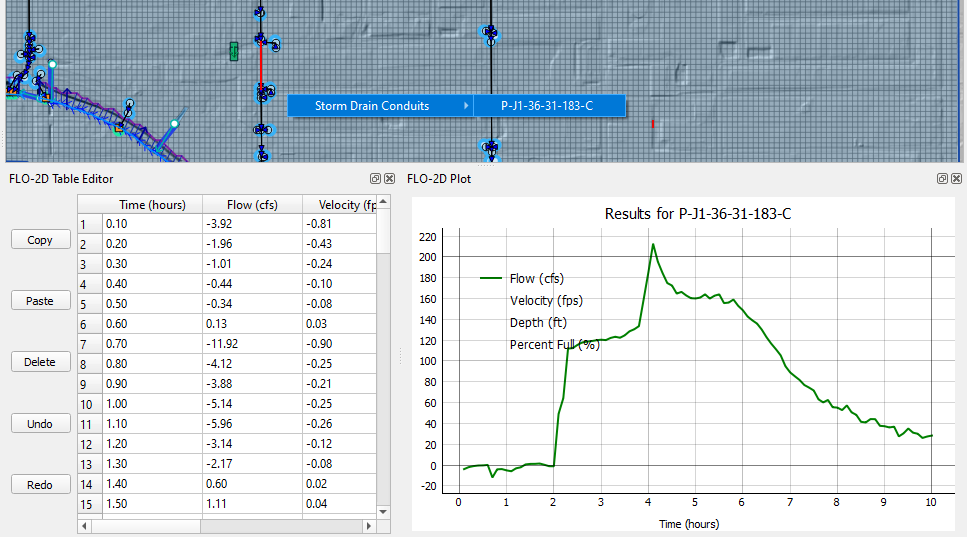 Storm Drain Conduits P-J1-36-31-183-C
FLO-2D Table Editor
Copy
Paste
Delete
Undo
Redo
Time (hours) Flow (cfs) Velocity (fp
1 0.10 -3.92 -0.81
2 0.20 -1.96 -0.43
3 0.30 -1.01 -0.24
4 0.40 -0.44 -0.10
5 0.50 -0.34 -0.08
6 0.60 0.13 0.03
7 0.70 -11.92 -0.90
8 0.80 -4.12 -0.25
9 0.90 -3.88 -0.21
10 1.00 -5.14 -0.25
11 1.10 -5.96 -0.26
12 1.20 -3.14 -0.12
13 1.30 -2.17 -0.08
14 1.40 0.60 0.02
15 1.50 1.11 0.04
FLO-2D Plot
Results for P-J1-36-31-183-C
220
200
180
160
140
120
100
80
60
40
20
0
-20
Flow (cfs)
Velocity (fps)
Depth (ft)
Percent Full (%)
0 1 2 3 4 5 6 7 8 9 10
Time (hours)